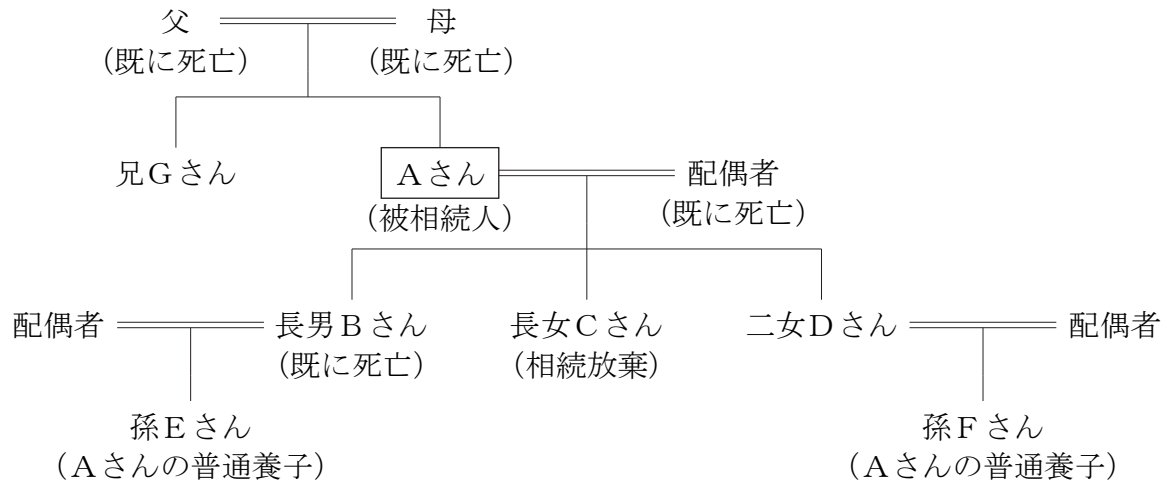 父 母
(既に死亡) (既に死亡)
兄Gさん Aさん 配偶者
(被相続人) (既に死亡)
配偶者 長男Bさん 長女Cさん 二女Dさん 配偶者
(既に死亡) (相続放棄)
孫Eさん 孫Fさん
(Aさんの普通養子) (Aさんの普通養子)